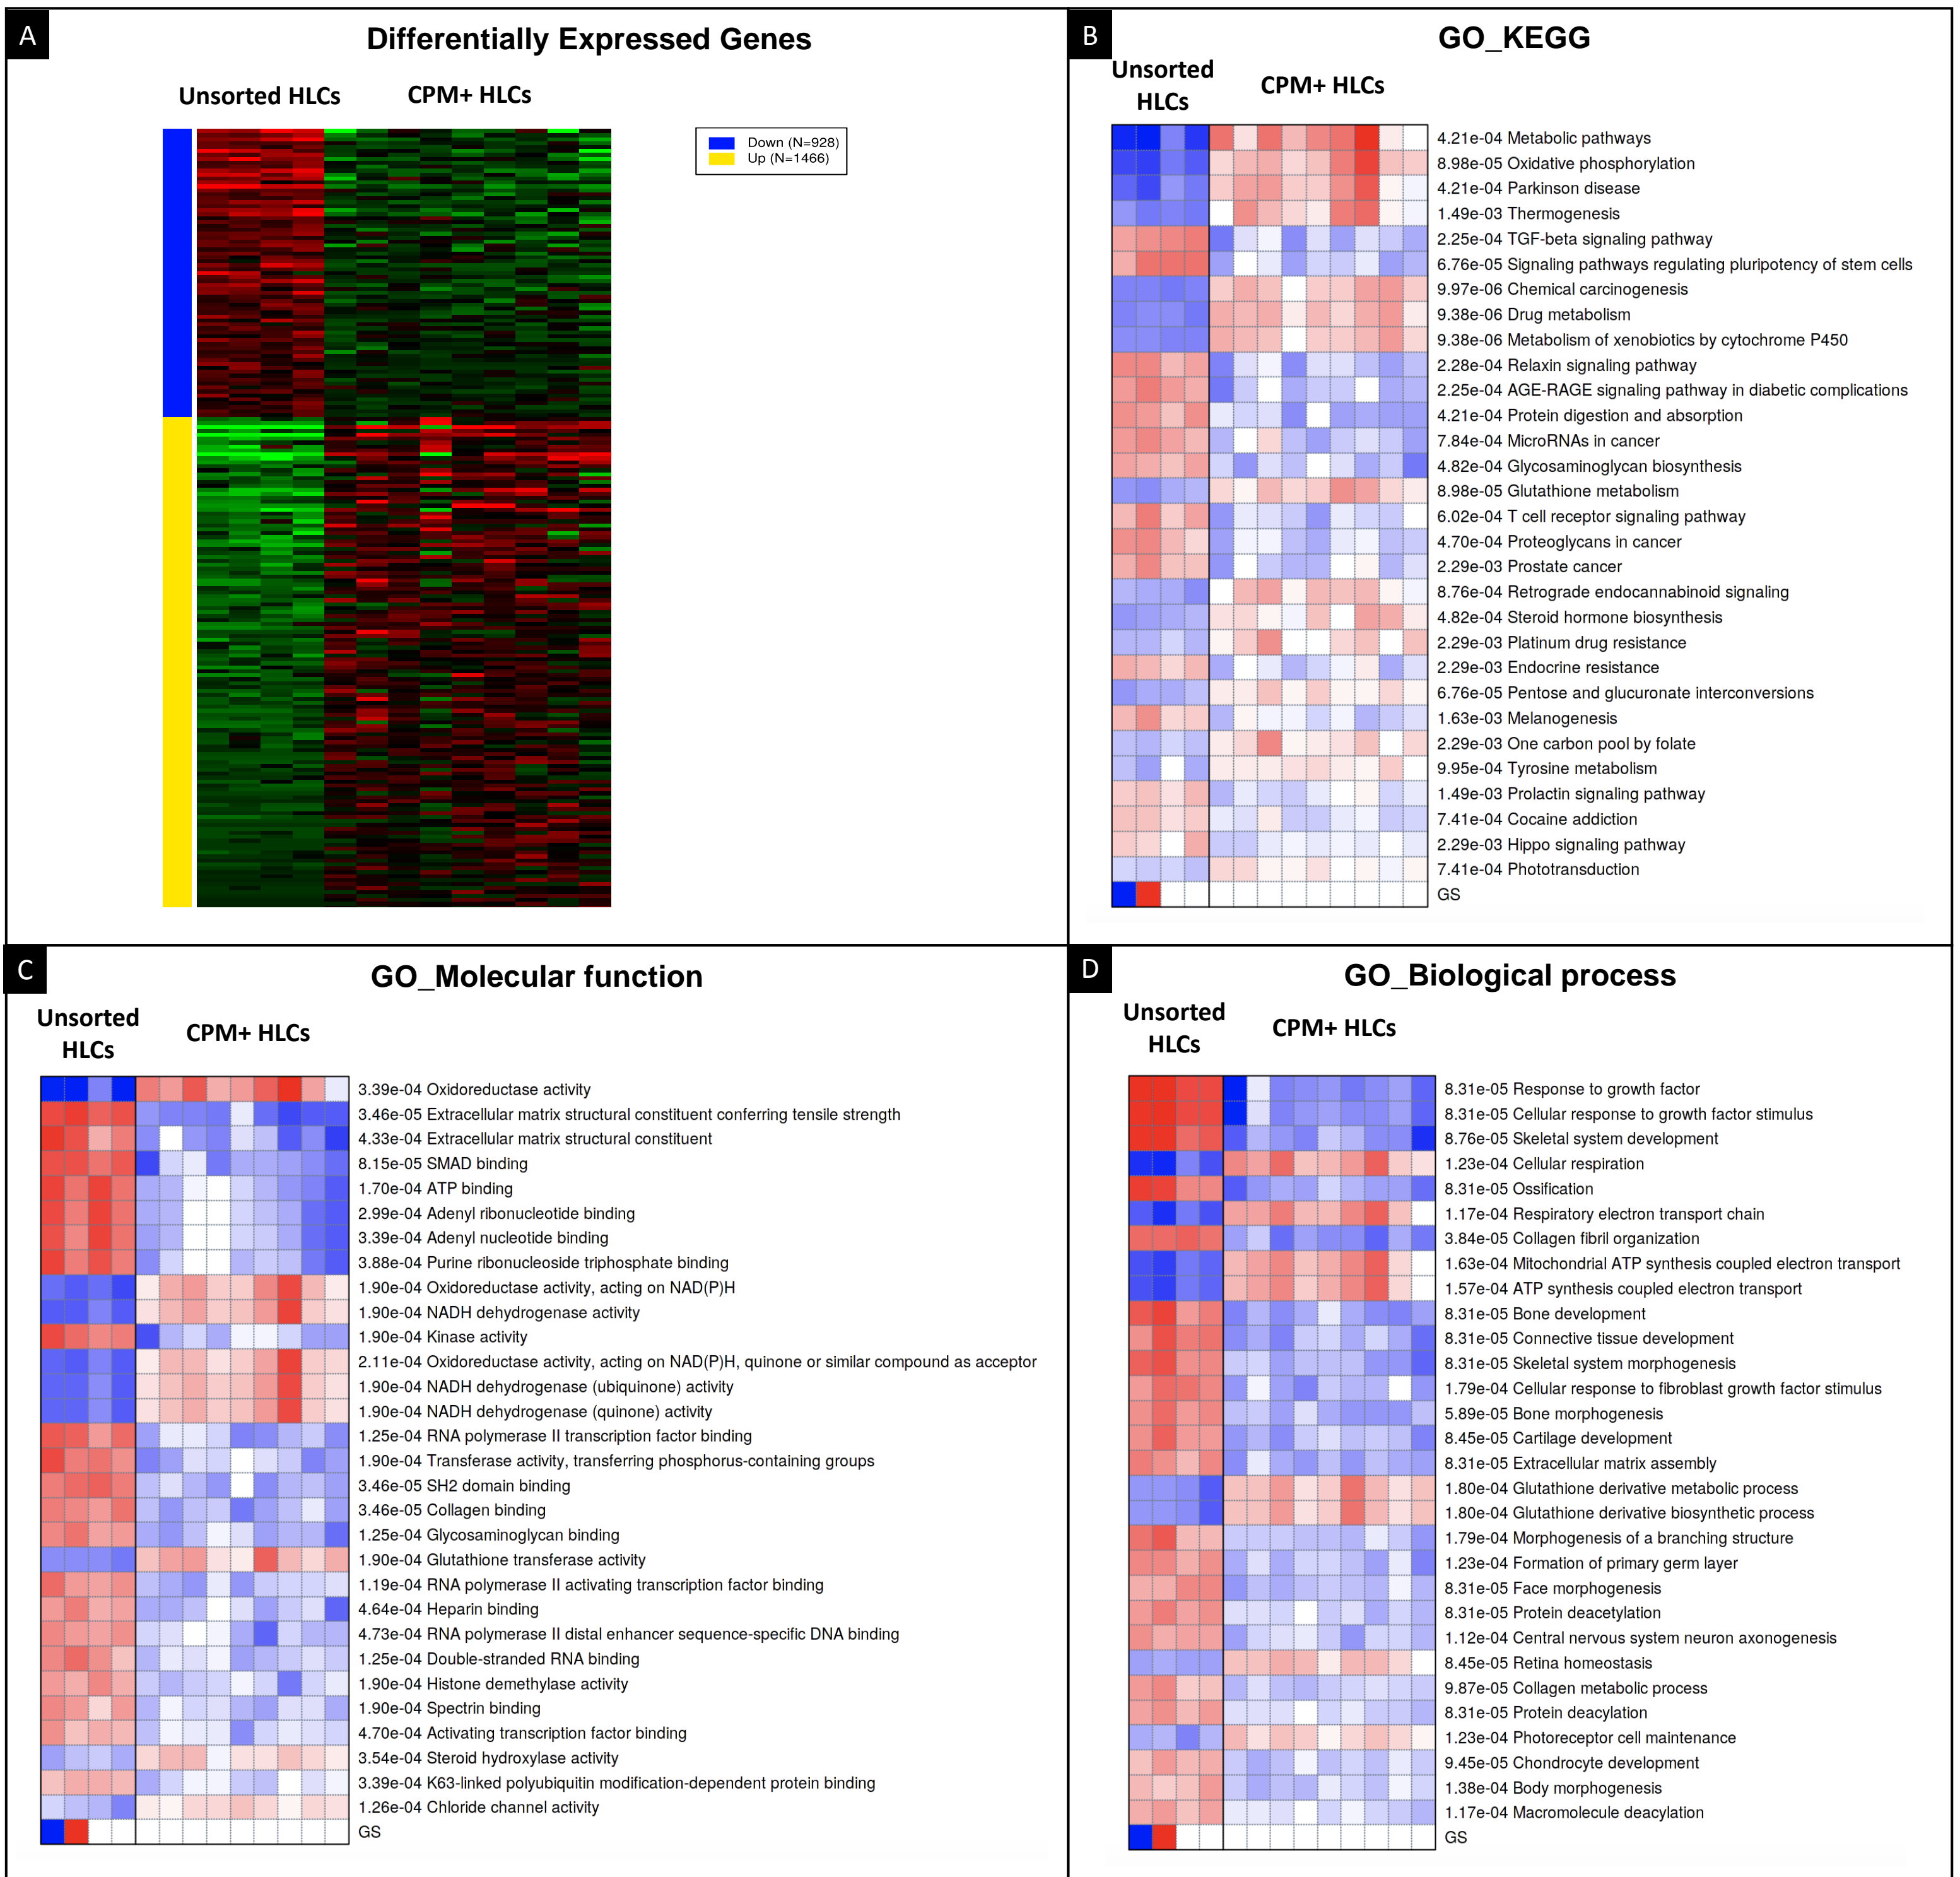 A
Differentially Expressed Genes
Unsorted HLCs
CPM+ HLCs
Down (N=928)
Up (N=1466)
B
GO_KEGG
Unsorted
HLCs
CPM+ HLCs
4.21e-04 Metabolic pathways
8.98e-05 Oxidative phosphorylation
4.21e-04 Parkinson disease
1.49e-03 Thermogenesis
2.25e-04 TGF-beta signaling pathway
6.76e-05 Signaling pathways regulating pluripotency of stem cells
9.97e-06 Chemical carcinogenesis
9.38e-06 Drug metabolism
9.38e-06 Metabolism of xenobiotics by cytochrome P450
2.28e-04 Relaxin signaling pathway
2.25e-04 AGE-RAGE signaling pathway in diabetic complications
4.21e-04 Protein digestion and absorption
7.84e-04 MicroRNAs in cancer
4.82e-04 Glycosaminoglycan biosynthesis
8.98e-05 Glutathione metabolism
6.02e-04 T cell receptor signaling pathway
4.70e-04 Proteoglycans in cancer
2.29e-03 Prostate cancer
8.76e-04 Retrograde endocannabinoid signaling
4.82e-04 Steroid hormone biosynthesis
2.29e-03 Platinum drug resistance
2.29e-03 Endocrine resistance
6.76e-05 Pentose and glucuronate interconversions
1.63e-03 Melanogenesis
2.29e-03 One carbon pool by folate
9.95e-04 Tyrosine metabolism
1.49e-03 Prolactin signaling pathway
7.41e-04 Cocaine addiction
2.29e-03 Hippo signaling pathway
7.41e-04 Phototransduction
GS
C
GO_Molecular function
Unsorted
HLCs
CPM+ HLCs
3.39e-04 Oxidoreductase activity
3.46e-05 Extracellular matrix structural constituent conferring tensile strength
4.33e-04 Extracellular matrix structural constituent
8.15e-05 SMAD binding
1.70e-04 ATP binding
2.99e-04 Adenyl ribonucleotide binding
3.39e-04 Adenyl nucleotide binding
3.88e-04 Purine ribonucleoside triphosphate binding
1.90e-04 Oxidoreductase activity, acting on NAD(P)H
1.90e-04 NADH dehydrogenase activity
1.90e-04 Kinase activity
2.11e-04 Oxidoreductase activity, acting on NAD(P)H, quinone or similar compound as acceptor
1.90e-04 NADH dehydrogenase (ubiquinone) activity
1.90e-04 NADH dehydrogenase (quinone) activity
1.25e-04 RNA polymerase II transcription factor binding
1.90e-04 Transferase activity, transferring phosphorus-containing groups
3.46e-05 SH2 domain binding
3.46e-05 Collagen binding
1.25e-04 Glycosaminoglycan binding
1.90e-04 Glutathione transferase activity
1.19e-04 RNA polymerase II activating transcription factor binding
4.64e-04 Heparin binding
4.73e-04 RNA polymerase II distal enhancer sequence-specific DNA binding
1.25e-04 Double-stranded RNA binding
1.90e-04 Histone demethylase activity
1.90e-04 Spectrin binding
4.70e-04 Activating transcription factor binding
3.54e-04 Steroid hydroxylase activity
3.39e-04 K63-linked polyubiquitin modification-dependent protein binding
1.26e-04 Chloride channel activity
GS
D
GO_Biological process
Unsorted
HLCs
CPM+ HLCs
8.31e-05 Response to growth factor
8.31e-05 Cellular response to growth factor stimulus
8.76e-05 Skeletal system development
1.23e-04 Cellular respiration
8.31e-05 Ossification
1.17e-04 Respiratory electron transport chain
3.84e-05 Collagen fibril organization
1.63e-04 Mitochondrial ATP synthesis coupled electron transport
1.57e-04 ATP synthesis coupled electron transport
8.31e-05 Bone development
8.31e-05 Connective tissue development
8.31e-05 Skeletal system morphogenesis
1.79e-04 Cellular response to fibroblast growth factor stimulus
5.89e-05 Bone morphogenesis
8.45e-05 Cartilage development
8.31e-05 Extracellular matrix assembly
1.80e-04 Glutathione derivative metabolic process
1.80e-04 Glutathione derivative biosynthetic process
1.79e-04 Morphogenesis of a branching structure
1.23e-04 Formation of primary germ layer
8.31e-05 Face morphogenesis
8.31e-05 Protein deacetylation
1.12e-04 Central nervous system neuron axonogenesis
8.45e-05 Retina homeostasis
9.87e-05 Collagen metabolic process
8.31e-05 Protein deacylation
1.23e-04 Photoreceptor cell maintenance
9.45e-05 Chondrocyte development
1.38e-04 Body morphogenesis
1.17e-04 Macromolecule deacylation
GS